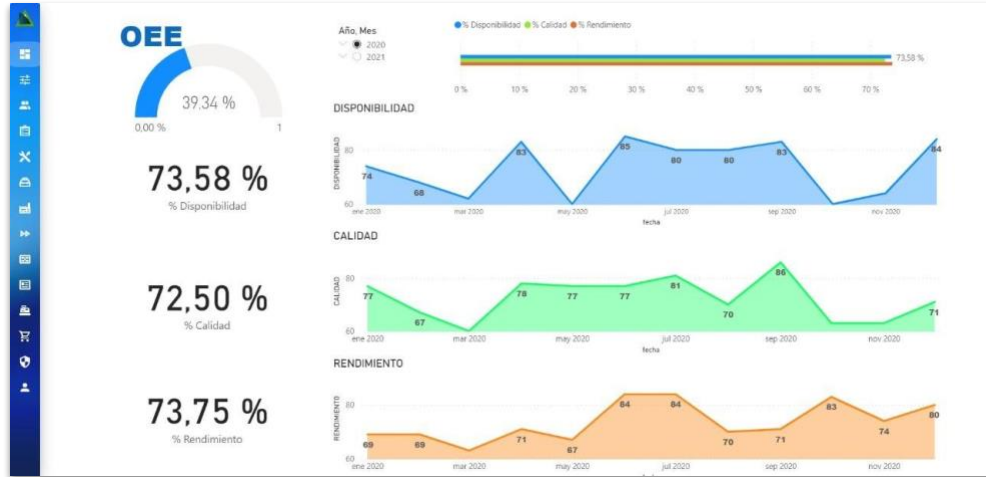 OEE
39.34 %
0,00 %
1
73,58 %
% Disponibilidad
72,50 %
% Calidad
73,75 %
% Rendimiento
Año, Mes
2020
2021
% Disponibilidad % Calidad % Rendimiento
73,58 %
0 % 10 % 20 % 30 % 40 % 50 % 60 % 70 %
DISPONIBILIDAD
DISPONIBILIDAD
80
60
74 68 83 85 80 80 83 84
ene 2020 mar 2020 may 2020 jul 2020 sep 2020 nov 2020
fecha
CALIDAD
CALIDAD
80
60
77 67 78 77 77 81 70 86 71
ene 2020 mar 2020 may 2020 jul 2020 sep 2020 nov 2020
fecha
RENDIMIENTO
RENDIMIENTO
80
60
69 69 71 67 84 84 70 71 83 74 80
ene 2020 mar 2020 may 2020 jul 2020 sep 2020 nov 2020